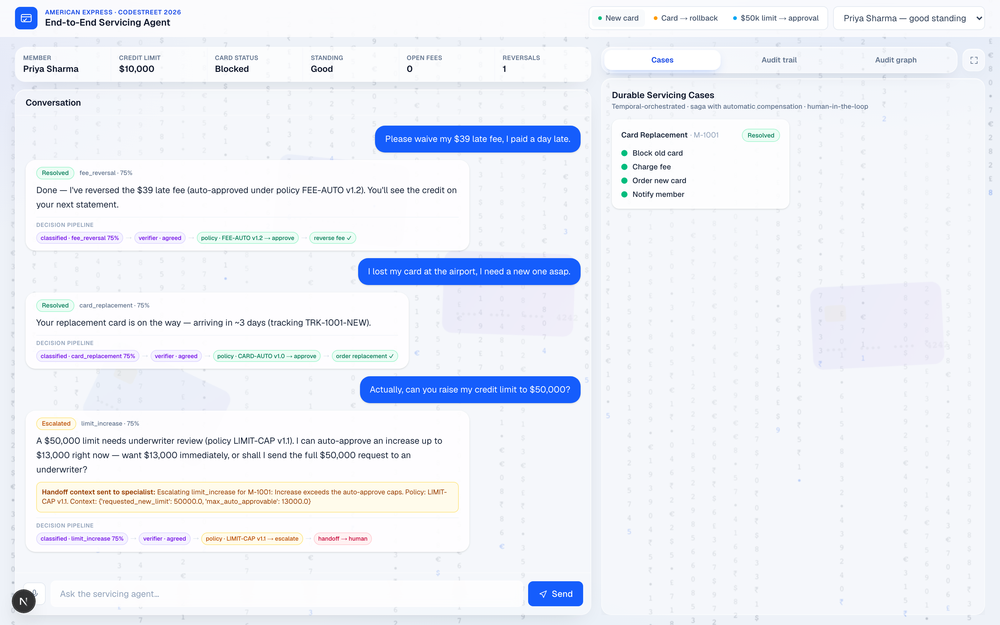 AMERICAN EXPRESS · CODESTREET 2026
End-to-End Servicing Agent
New card
Card → rollback
$50k limit → approval
Priya Sharma — good standing
MEMBER
Priya Sharma
CREDIT LIMIT
$10,000
CARD STATUS
Blocked
STANDING
Good
OPEN FEES
0
REVERSALS
1
Conversation
Please waive my $39 late fee, I paid a day late.
Resolved fee_reversal · 75%
Done — I've reversed the $39 late fee (auto-approved under policy FEE-AUTO v1.2). You'll see the credit on
your next statement.
DECISION PIPELINE
classified · fee_reversal 75% → verifier · agreed → policy · FEE-AUTO v1.2 → approve → reverse fee ✓
I lost my card at the airport, I need a new one asap.
Resolved card_replacement · 75%
Your replacement card is on the way — arriving in ~3 days (tracking TRK-1001-NEW).
DECISION PIPELINE
classified · card_replacement 75% → verifier · agreed → policy · CARD-AUTO v1.0 → approve → order replacement ✓
Actually, can you raise my credit limit to $50,000?
Escalated limit_increase · 75%
A $50,000 limit needs underwriter review (policy LIMIT-CAP v1.1). I can auto-approve an increase up to
$13,000 right now — want $13,000 immediately, or shall I send the full $50,000 request to an
underwriter?
Handoff context sent to specialist: Escalating limit_increase for M-1001: Increase exceeds the auto-approve caps. Policy: LIMIT-
CAP v1.1. Context: {'requested_new_limit': 50000.0, 'max_auto_approvable': 13000.0}
DECISION PIPELINE
classified · limit_increase 75% → verifier · agreed → policy · LIMIT-CAP v1.1 → escalate → handoff → human
Ask the servicing agent...
Send
N
Cases
Audit trail
Audit graph
Durable Servicing Cases
Temporal-orchestrated · saga with automatic compensation · human-in-the-loop
Card Replacement · M-1001
Resolved
Block old card
Charge fee
Order new card
Notify member
4242
4242